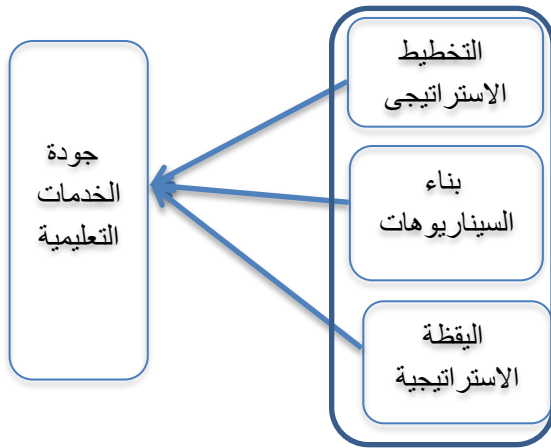 التخطيط
الاستراتيجى
بناء
السيناريوهات
اليقظة
الاستراتيجية
جودة
الخدمات
التعليمية